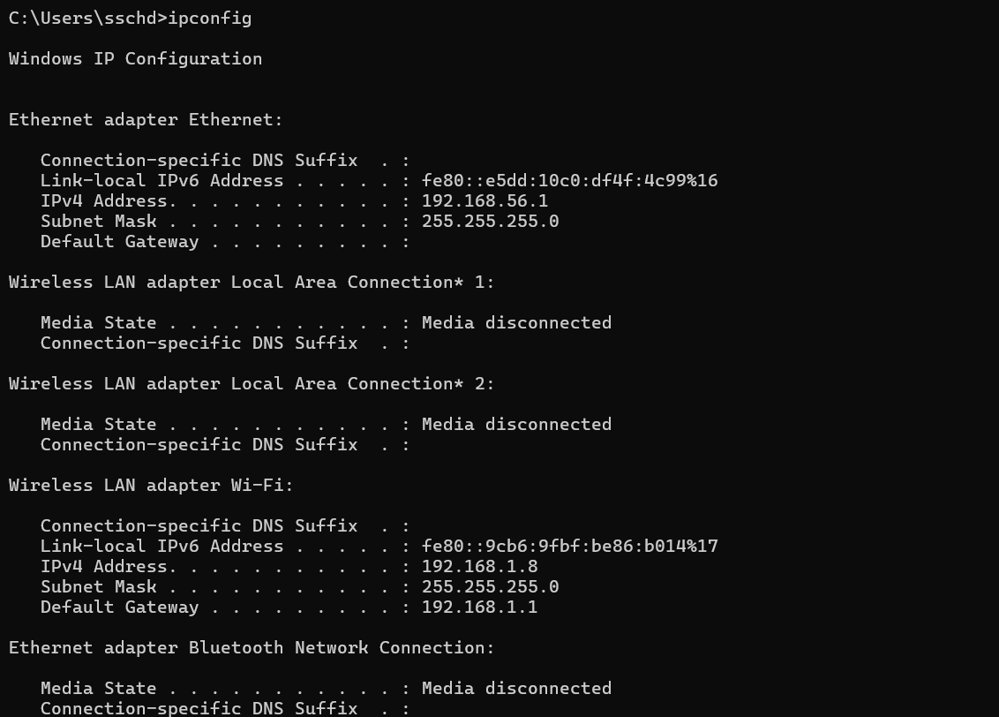 C:\Users\sschd>ipconfig
Windows IP Configuration
Ethernet adapter Ethernet:
   Connection-specific DNS Suffix  . :
   Link-local IPv6 Address . . . . . : fe80::e5dd:10c0:df4f:4c99%16
   IPv4 Address. . . . . . . . . . . : 192.168.56.1
   Subnet Mask . . . . . . . . . . . : 255.255.255.0
   Default Gateway . . . . . . . . . :
Wireless LAN adapter Local Area Connection* 1:
   Media State . . . . . . . . . . . : Media disconnected
   Connection-specific DNS Suffix  . :
Wireless LAN adapter Local Area Connection* 2:
   Media State . . . . . . . . . . . : Media disconnected
   Connection-specific DNS Suffix  . :
Wireless LAN adapter Wi-Fi:
   Connection-specific DNS Suffix  . :
   Link-local IPv6 Address . . . . . : fe80::9cb6:9fbf:be86:b014%17
   IPv4 Address. . . . . . . . . . . : 192.168.1.8
   Subnet Mask . . . . . . . . . . . : 255.255.255.0
   Default Gateway . . . . . . . . . : 192.168.1.1
Ethernet adapter Bluetooth Network Connection:
   Media State . . . . . . . . . . . : Media disconnected
   Connection-specific DNS Suffix  . :